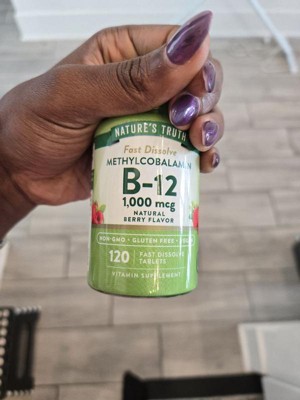 NATURE'S TRUTH
Fast Dissolve
METHYLCOBALAMIN
B-12
1,000 mcg
NATURAL
BERRY FLAVOR
NON-GMO • GLUTEN FREE •
120 FAST DISSOLVE
TABLETS
VITAMIN SUPPLEMENT